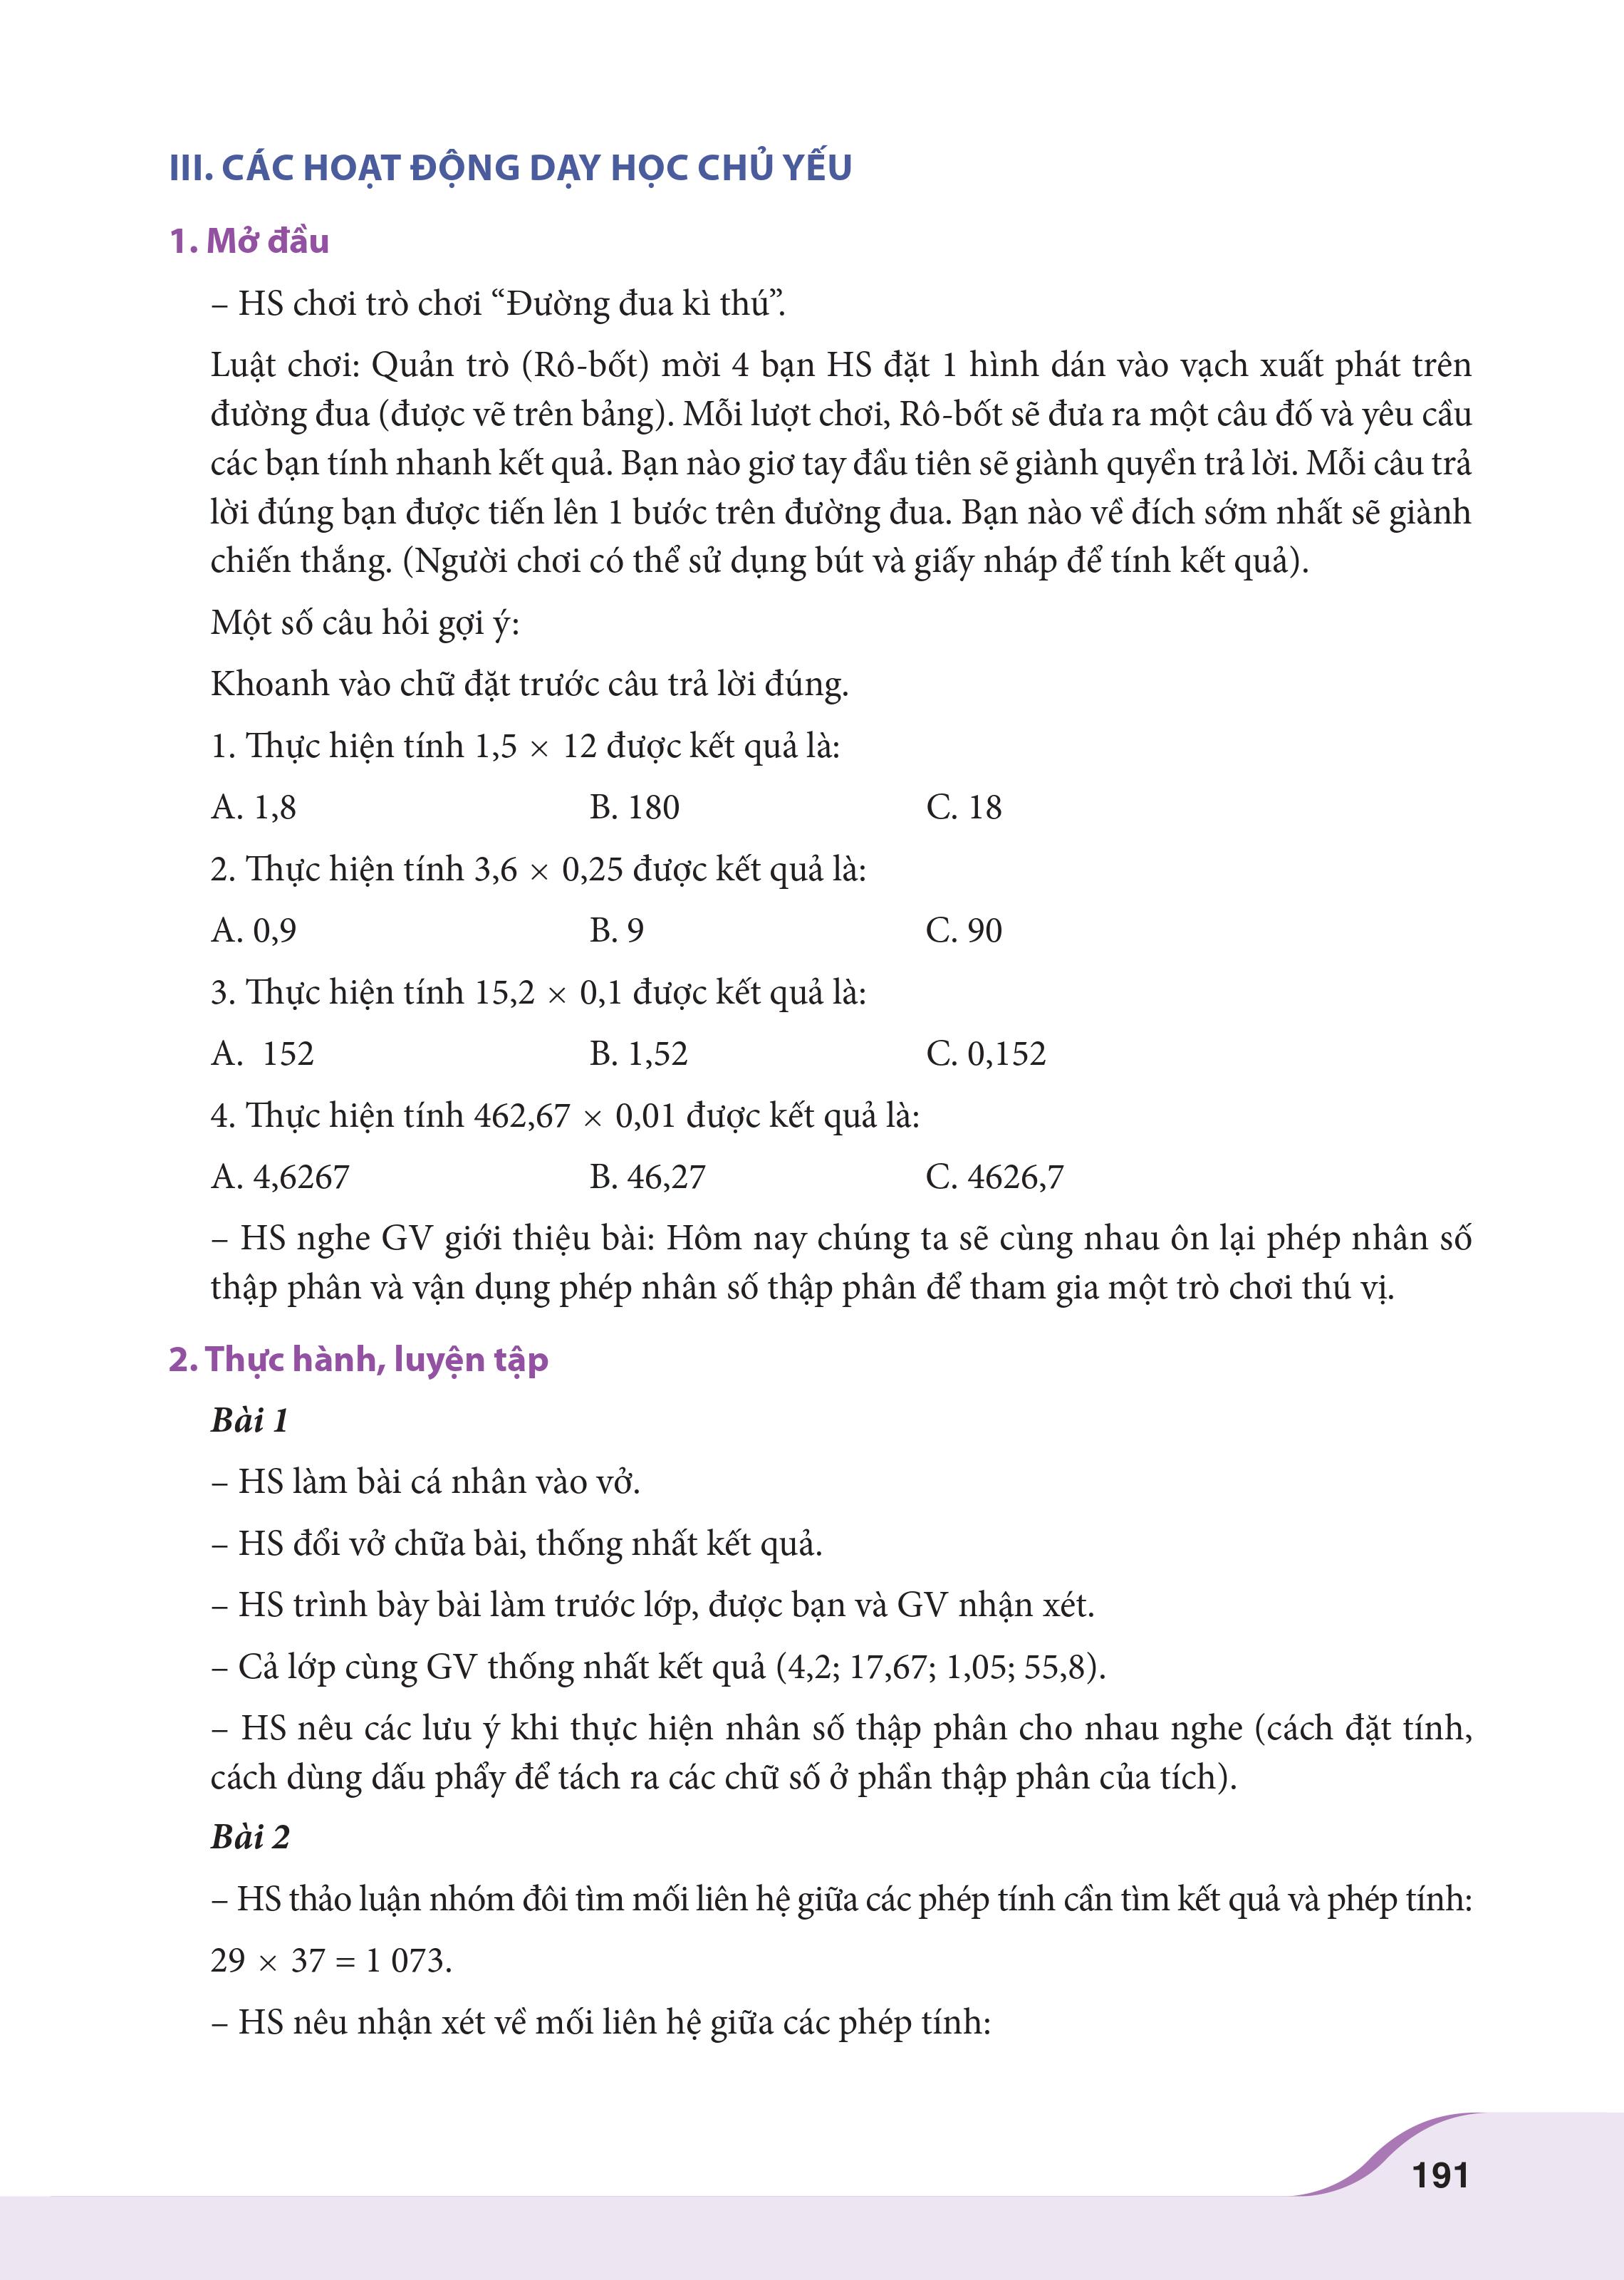 III. CÁC HOẠT ĐỘNG DẠY HỌC CHỦ YẾU
1. Mở đầu
– HS chơi trò chơi “Đường đua kì thú”.
Luật chơi: Quản trò (Rô-bốt) mời 4 bạn HS đặt 1 hình dán vào vạch xuất phát trên
đường đua (được vẽ trên bảng). Mỗi lượt chơi, Rô-bốt sẽ đưa ra một câu đố và yêu cầu
các bạn tính nhanh kết quả. Bạn nào giơ tay đầu tiên sẽ giành quyền trả lời. Mỗi câu trả
lời đúng bạn được tiến lên 1 bước trên đường đua. Bạn nào về đích sớm nhất sẽ giành
chiến thắng. (Người chơi có thể sử dụng bút và giấy nháp để tính kết quả).
Một số câu hỏi gợi ý:
Khoanh vào chữ đặt trước câu trả lời đúng.
1. Thực hiện tính 1,5 × 12 được kết quả là:
A. 1,8 B. 180 C. 18
2. Thực hiện tính 3,6 × 0,25 được kết quả là:
A. 0,9 B. 9 C. 90
3. Thực hiện tính 15,2 × 0,1 được kết quả là:
A. 152 B. 1,52 C. 0,152
4. Thực hiện tính 462,67 × 0,01 được kết quả là:
A. 4,6267 B. 46,27 C. 4626,7
– HS nghe GV giới thiệu bài: Hôm nay chúng ta sẽ cùng nhau ôn lại phép nhân số
thập phân và vận dụng phép nhân số thập phân để tham gia một trò chơi thú vị.
2. Thực hành, luyện tập
Bài 1
– HS làm bài cá nhân vào vở.
– HS đổi vở chữa bài, thống nhất kết quả.
– HS trình bày bài làm trước lớp, được bạn và GV nhận xét.
– Cả lớp cùng GV thống nhất kết quả (4,2; 17,67; 1,05; 55,8).
– HS nêu các lưu ý khi thực hiện nhân số thập phân cho nhau nghe (cách đặt tính,
cách dùng dấu phẩy để tách ra các chữ số ở phần thập phân của tích).
Bài 2
– HS thảo luận nhóm đôi tìm mối liên hệ giữa các phép tính cần tìm kết quả và phép tính:
29 × 37 = 1 073.
– HS nêu nhận xét về mối liên hệ giữa các phép tính:
191